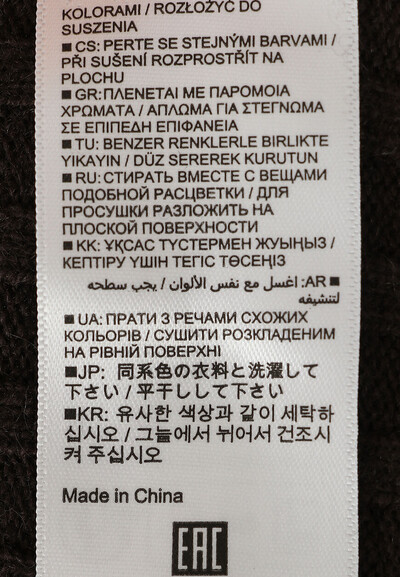 KOLORAMI / ROZŁOŻYĆ DO
SUSZENIA
■ CS: PERTE SE STEJNÝMI BARVAMI /
PŘI SUŠENÍ ROZPROSTŘÍT NA
PLOCHU
■ GR: ΠΛΕΝΕΤΑΙ ΜΕ ΠΑΡΟΜΟΙΑ
ΧΡΩΜΑΤΑ / ΑΠΛΩΜΑ ΓΙΑ ΣΤΕΓΝΩΜΑ
ΣΕ ΕΠΙΠΕΔΗ ΕΠΙΦΑΝΕΙΑ
■ TU: BENZER RENKLERLE BIRLIKTE
YIKAYIN / DÜZ SEREREK KURUTUN
■ RU: СТИРАТЬ ВМЕСТЕ С ВЕЩАМИ
ПОДОБНОЙ РАСЦВЕТКИ / ДЛЯ
ПРОСУШКИ РАЗЛОЖИТЬ НА
ПЛОСКОЙ ПОВЕРХНОСТИ
■ KK: ҰҚСАС ТҮСТЕРМЕН ЖУЫҢЫЗ /
КЕПТІРУ ҮШІН ТЕГІС ТӨСЕҢІЗ
■ AR: اغسل مع نفس الألوان / يجب سطحه
لتنشيفه
■ UA: ПРАТИ З РЕЧАМИ СХОЖИХ
КОЛЬОРІВ / СУШИТИ РОЗКЛАДЕНИМ
НА РІВНІЙ ПОВЕРХНІ
■JP: 同系色の衣料と洗濯して
下さい / 平干しして下さい
■KR: 유사한 색상과 같이 세탁하
십시오 / 그늘에서 뉘어서 건조시
켜 주십시오
Made in China
EAC